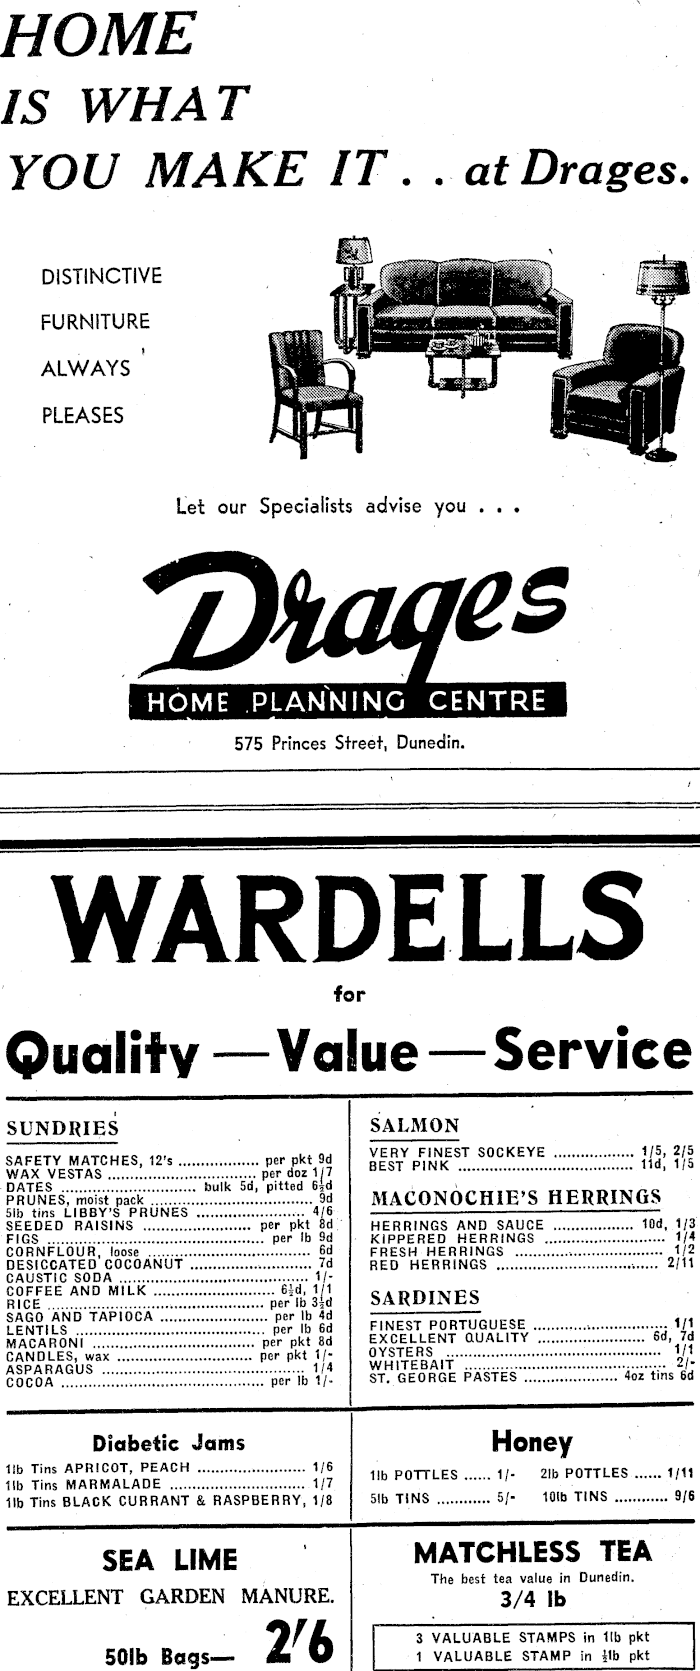 HOME
IS WHAT
YOU MAKE IT . . at Drages.
DISTINCTIVE
FURNITURE
ALWAYS
PLEASES
Let our Specialists advise you . . .
Drages
HOME PLANNING CENTRE
575 Princes Street, Dunedin.
WARDELLS
for
Quality — Value — Service
SUNDRIES
SAFETY MATCHES, 12's .................. per pkt 9d
WAX VESTAS ............................ per doz 1/7
DATES ........................ bulk 5d, pitted 6½d
PRUNES, moist pack .............................. 9d
5lb tins LIBBY'S PRUNES ..................... 4/6
SEEDED RAISINS ........................ per pkt 8d
FIGS ....................................... per lb 9d
CORNFLOUR, loose ............................. 6d
DESICCATED COCOANUT ......................... 7d
CAUSTIC SODA ................................. 1/-
COFFEE AND MILK ....................... 6½d, 1/1
RICE ...................................... per lb 3½d
SAGO AND TAPIOCA ..................... per lb 4d
LENTILS .................................... per lb 6d
MACARONI ................................ per pkt 8d
CANDLES, wax ........................... per pkt 1/-
ASPARAGUS ..................................... 1/4
COCOA .................................... per lb 1/-
SALMON
VERY FINEST SOCKEYE ................ 1/5, 2/5
BEST PINK ................................. 11d, 1/5
MACONOCHIE'S HERRINGS
HERRINGS AND SAUCE ................ 10d, 1/3
KIPPERED HERRINGS ......................... 1/4
FRESH HERRINGS .............................. 1/2
RED HERRINGS ................................ 2/11
SARDINES
FINEST PORTUGUESE ......................... 1/1
EXCELLENT QUALITY ..................... 6d, 7d
OYSTERS ....................................... 1/1
WHITEBAIT ..................................... 2/-
ST. GEORGE PASTES .................. 4oz tins 6d
Diabetic Jams
1lb Tins APRICOT, PEACH ...................... 1/6
1lb Tins MARMALADE ........................... 1/7
1lb Tins BLACK CURRANT & RASPBERRY, 1/8
Honey
1lb POTTLES ...... 1/- 2lb POTTLES ...... 1/11
5lb TINS ............ 5/- 10lb TINS ............ 9/6
SEA LIME
EXCELLENT GARDEN MANURE.
50lb Bags— 2/6
MATCHLESS TEA
The best tea value in Dunedin.
3/4 lb
3 VALUABLE STAMPS in 1lb pkt
1 VALUABLE STAMP in ½lb pkt